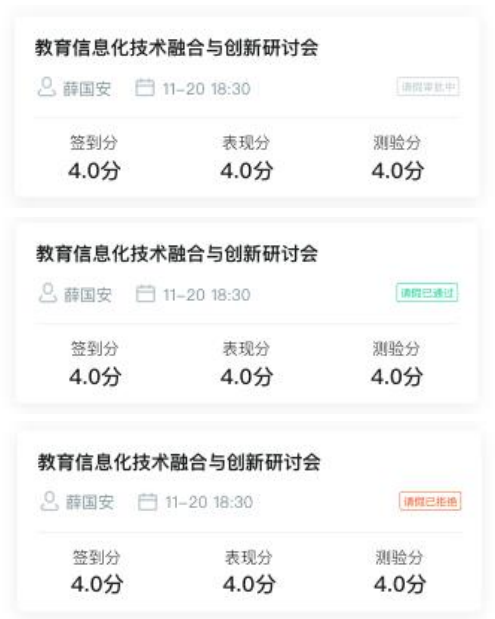 教育信息化技术融合与创新研讨会
薛国安 11-20 18:30 请假审批中
签到分 表现分 测验分
4.0分 4.0分 4.0分
教育信息化技术融合与创新研讨会
薛国安 11-20 18:30 请假已通过
签到分 表现分 测验分
4.0分 4.0分 4.0分
教育信息化技术融合与创新研讨会
薛国安 11-20 18:30 请假已拒绝
签到分 表现分 测验分
4.0分 4.0分 4.0分